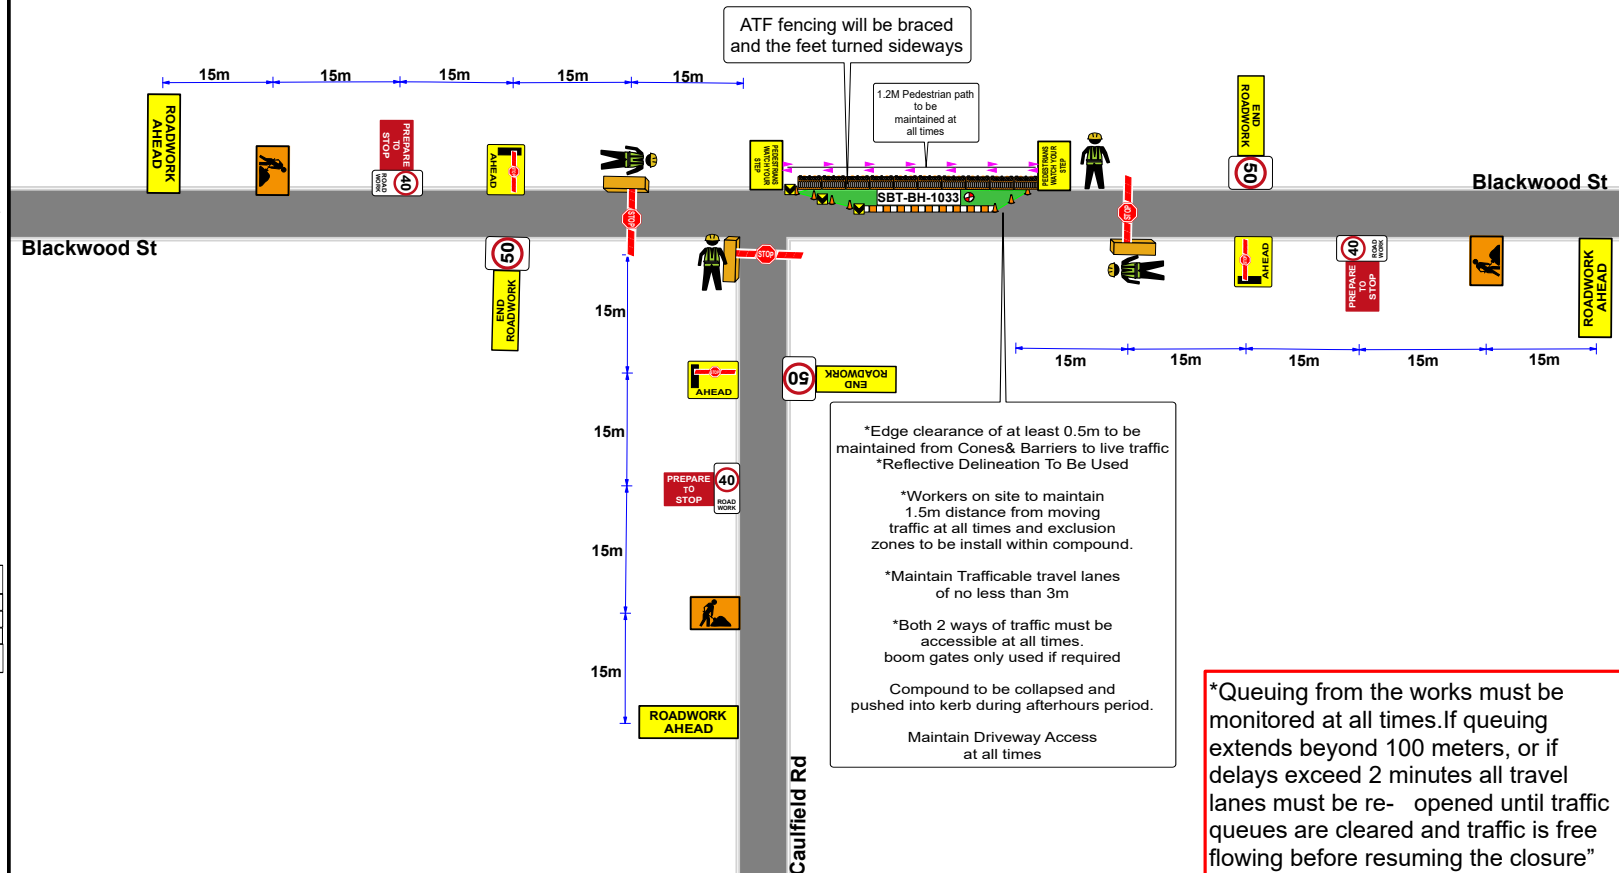 ATF fencing will be braced
and the feet turned sideways
15m
15m
15m
15m
15m
1.2M Pedestrian path
to be
maintained at
all times
ROADWORK
AHEAD
PREPARE
TO
STOP
40
ROAD
WORK
AHEAD
STOP
PEDESTRIANS
WATCH YOUR
STEP
PEDESTRIANS
WATCH YOUR
STEP
SBT-BH-1033
STOP
END
ROADWORK
50
Blackwood St
Blackwood St
50
END
ROADWORK
STOP
AHEAD
40
ROAD
WORK
PREPARE
TO
STOP
ROADWORK
AHEAD
15m
15m
15m
15m
15m
15m
AHEAD
50
END
ROADWORK
15m
PREPARE
TO
STOP
40
ROAD
WORK
15m
15m
ROADWORK
AHEAD
Caulfield Rd
*Edge clearance of at least 0.5m to be
maintained from Cones& Barriers to live traffic
*Reflective Delineation To Be Used
*Workers on site to maintain
1.5m distance from moving
traffic at all times and exclusion
zones to be install within compound.
*Maintain Trafficable travel lanes
of no less than 3m
*Both 2 ways of traffic must be
accessible at all times.
boom gates only used if required
Compound to be collapsed and
pushed into kerb during afterhours period.
Maintain Driveway Access
at all times
*Queuing from the works must be
monitored at all times.If queuing
extends beyond 100 meters, or if
delays exceed 2 minutes all travel
lanes must be re- opened until traffic
queues are cleared and traffic is free
flowing before resuming the closure”